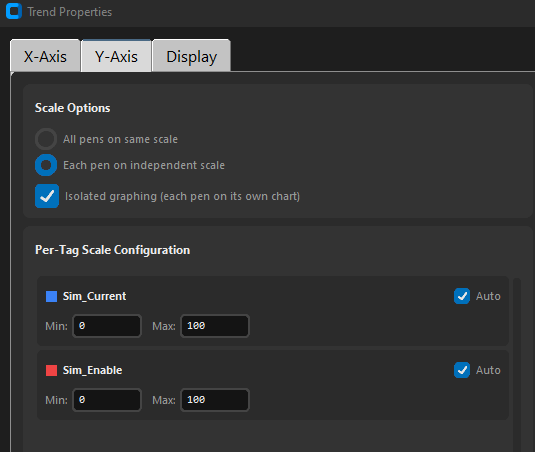 Trend Properties
X-Axis Y-Axis Display
Scale Options
All pens on same scale
Each pen on independent scale
Isolated graphing (each pen on its own chart)
Per-Tag Scale Configuration
Sim_Current Auto
Min: 0 Max: 100
Sim_Enable Auto
Min: 0 Max: 100